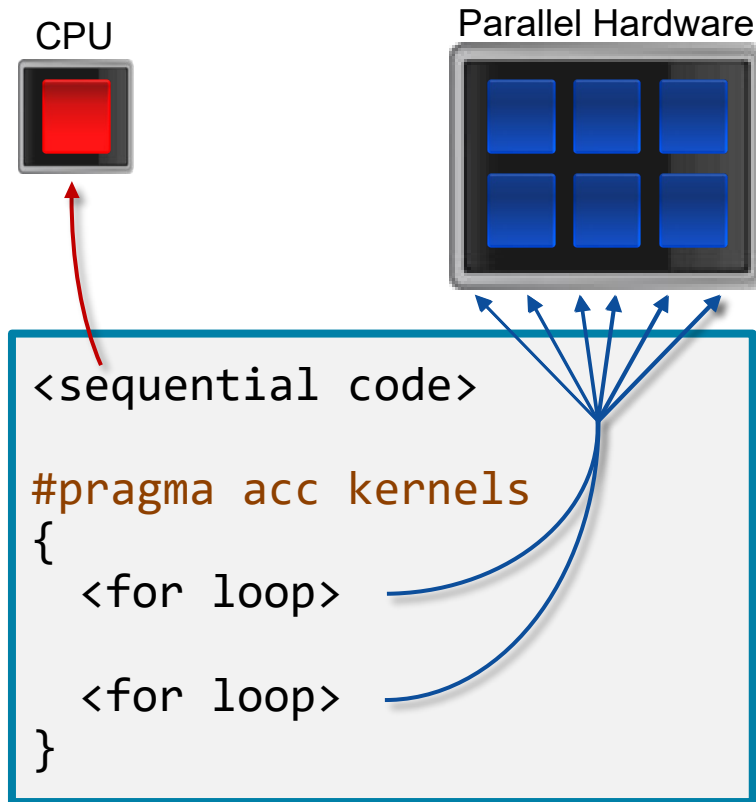 CPU
Parallel Hardware
<sequential code>
#pragma acc kernels
{
<for loop>
<for loop>
}